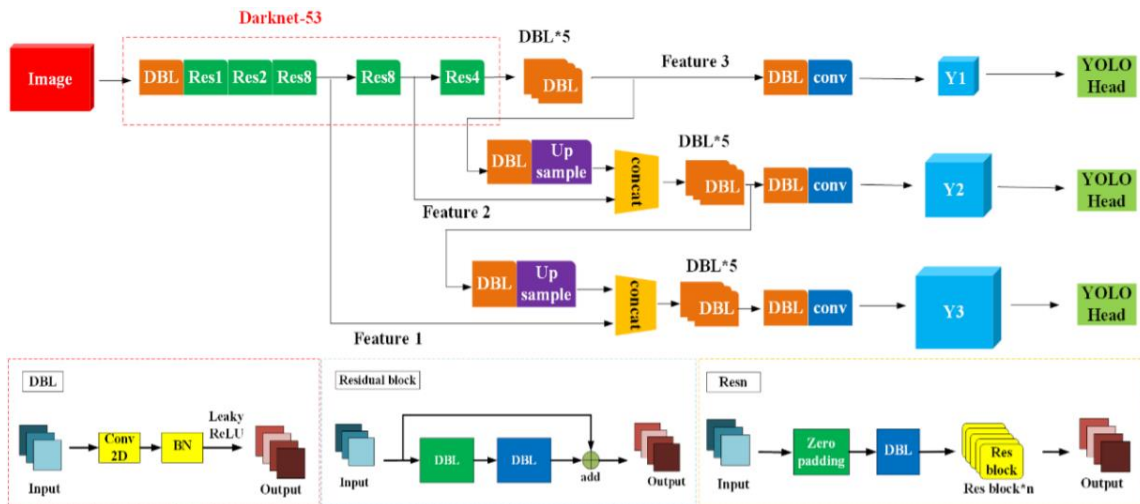 Darknet-53
Image
DBL
Res1
Res2
Res8
Res8
Res4
DBL*5
DBL
Feature 3
DBL
conv
Y1
YOLO
Head
DBL
Up
sample
concat
DBL*5
DBL
DBL
conv
Y2
YOLO
Head
Feature 2
DBL
Up
sample
concat
DBL*5
DBL
DBL
conv
Y3
YOLO
Head
Feature 1
DBL
Input
Conv
2D
BN
Leaky
ReLU
Output
Residual block
Input
DBL
DBL
add
Output
Resn
Input
Zero
padding
DBL
Res
block
Res block*n
Output